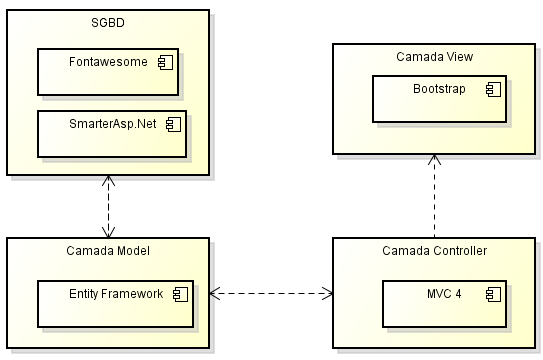 SGBD
Fontawesome
SmarterAsp.Net
Camada View
Bootstrap
Camada Model
Entity Framework
Camada Controller
MVC 4